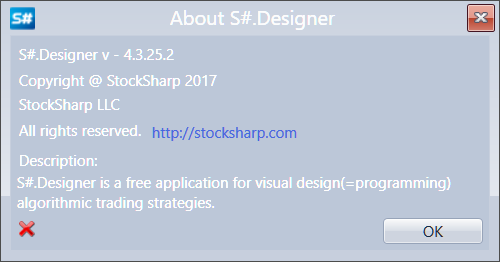 S# About S#.Designer
S#.Designer v - 4.3.25.2
Copyright @ StockSharp 2017
StockSharp LLC
All rights reserved. http://stocksharp.com
Description:
S#.Designer is a free application for visual design(=programming)
algorithmic trading strategies.
OK